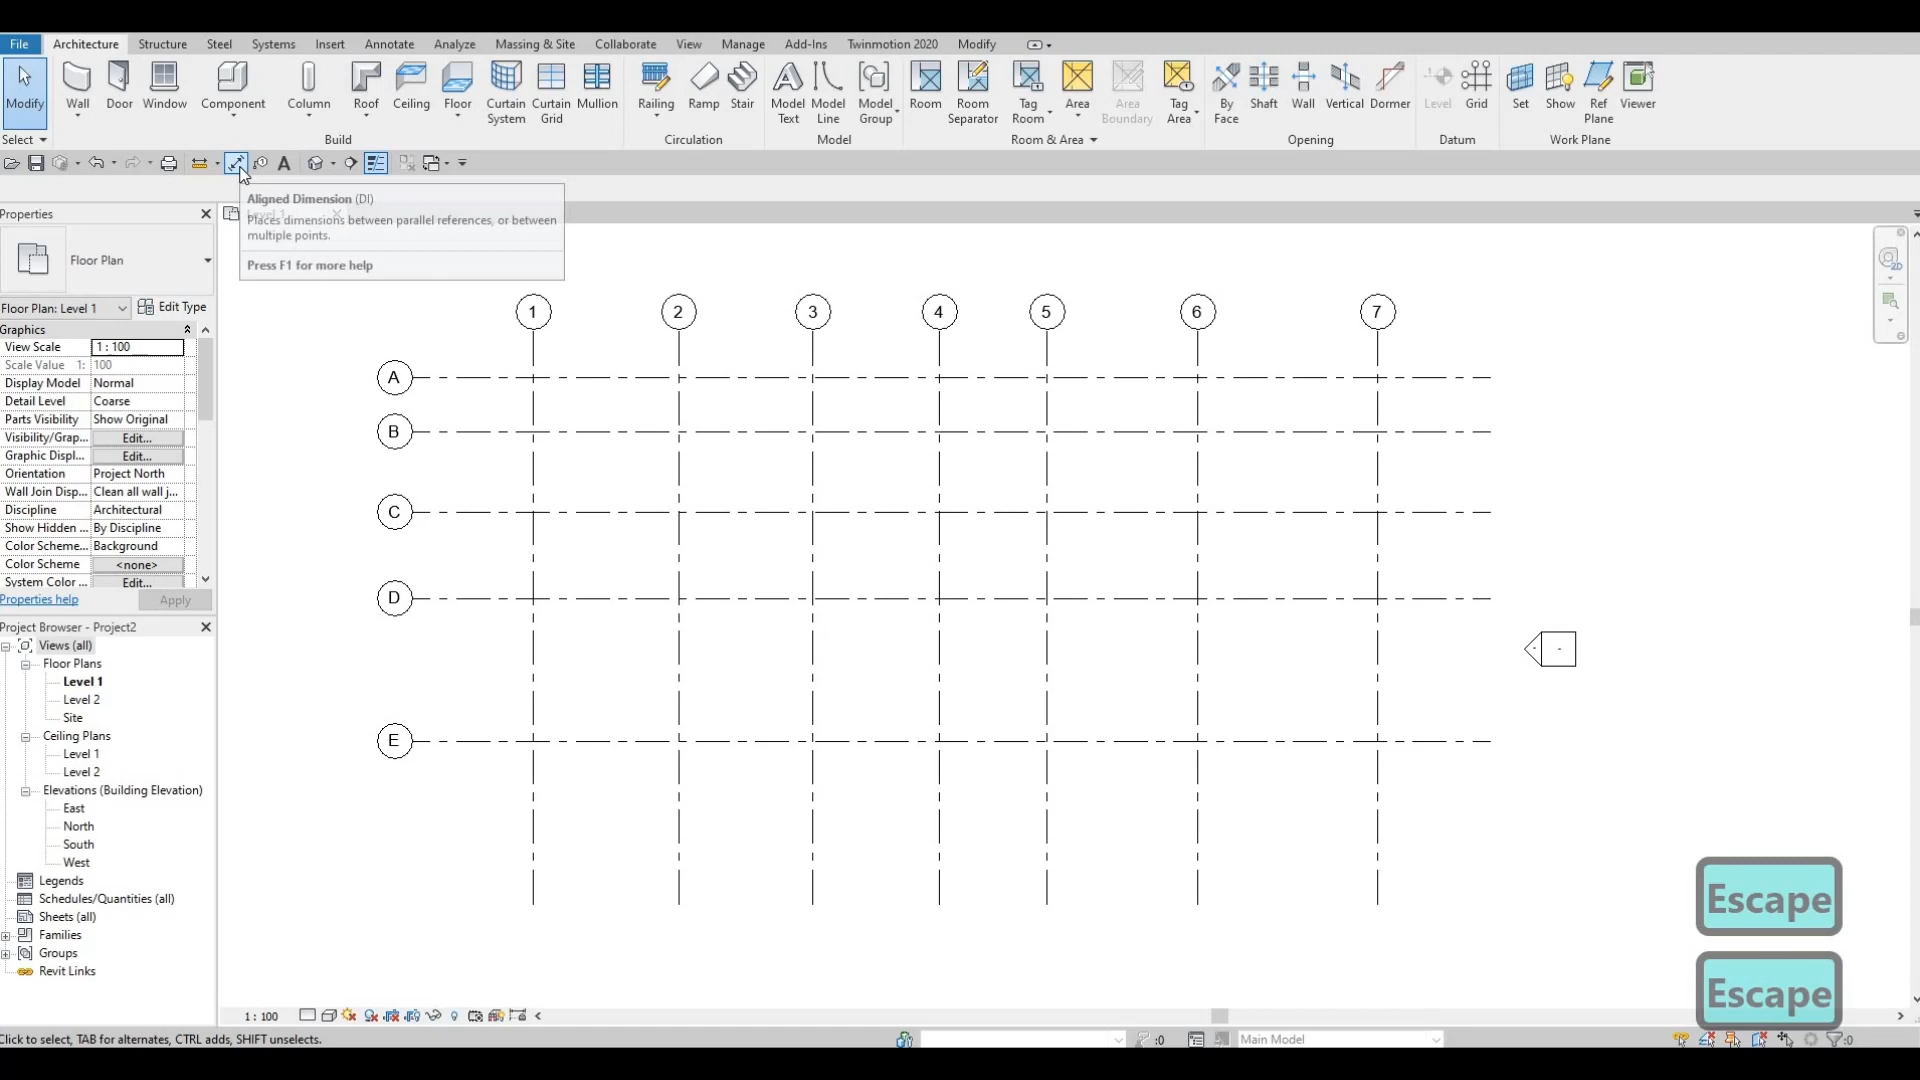 File Architecture Structure Steel Systems Insert Annotate Analyze Massing & Site Collaborate View Manage Add-Ins Twinmotion 2020 Modify
Modify Wall Door Window Component Column Roof Ceiling Floor Curtain System Curtain Grid Mullion Railing Ramp Stair Model Text Model Line Model Group Room Room Separator Tag Room Area Area Boundary Tag Area By Face Shaft Wall Vertical Dormer Level Grid Set Show Ref Plane Viewer
Select Build Circulation Model Room & Area Opening Datum Work Plane
Aligned Dimension (DI)
Places dimensions between parallel references, or between
multiple points.
Press F1 for more help
Level 1
Properties
Floor Plan
Floor Plan: Level 1 Edit Type
Graphics
View Scale 1 : 100
Scale Value 1: 100
Display Model Normal
Detail Level Coarse
Parts Visibility Show Original
Visibility/Grap... Edit...
Graphic Displ... Edit...
Orientation Project North
Wall Join Disp... Clean all wall j...
Discipline Architectural
Show Hidden ... By Discipline
Color Scheme... Background
Color Scheme <none>
System Color ... Edit...
Properties help Apply
Project Browser - Project2
Views (all)
Floor Plans
Level 1
Level 2
Site
Ceiling Plans
Level 1
Level 2
Elevations (Building Elevation)
East
North
South
West
Legends
Schedules/Quantities (all)
Sheets (all)
Families
Groups
Revit Links
1 2 3 4 5 6 7
A
B
C
D
E
2D
Escape
Escape
1 : 100
Click to select, TAB for alternates, CTRL adds, SHIFT unselects.
:0 Main Model :0